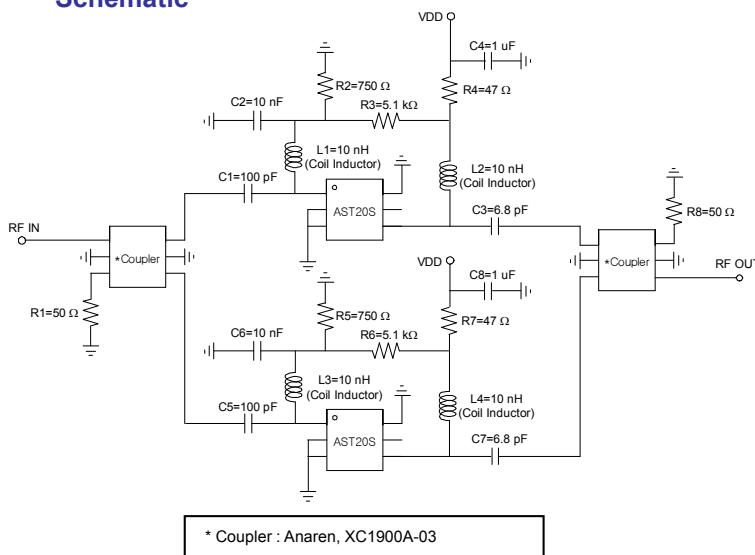 Schematic
VDD
C4=1 uF
R2=750 Ω
R4=47 Ω
C2=10 nF
R3=5.1 kΩ
L1=10 nH
(Coil Inductor)
L2=10 nH
(Coil Inductor)
C1=100 pF
AST20S
C3=6.8 pF
R8=50 Ω
RF IN
*Coupler
*Coupler
RF OUT
R1=50 Ω
VDD
C8=1 uF
R5=750 Ω
R7=47 Ω
C6=10 nF
R6=5.1 kΩ
L3=10 nH
(Coil Inductor)
L4=10 nH
(Coil Inductor)
C5=100 pF
AST20S
C7=6.8 pF
* Coupler : Anaren, XC1900A-03